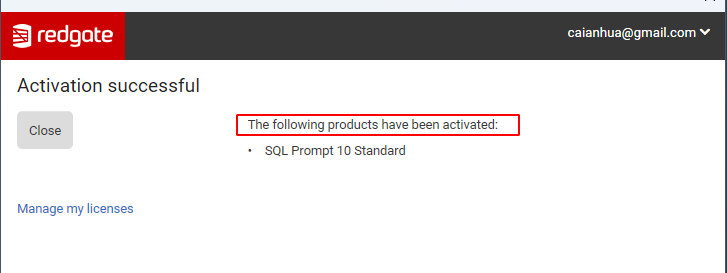 redgate
caianhua@gmail.com
Activation successful
Close
The following products have been activated:
• SQL Prompt 10 Standard
Manage my licenses